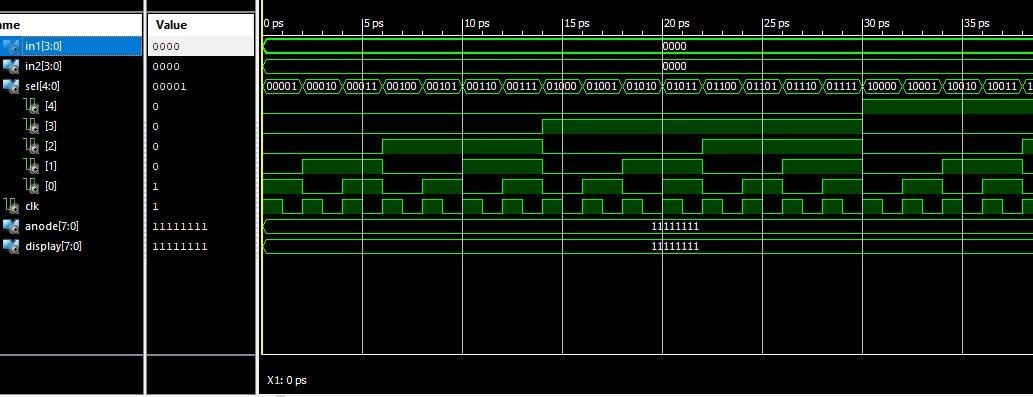 ame Value 0 ps 5 ps 10 ps 15 ps 20 ps 25 ps 30 ps 35 ps
in1[3:0] 0000 0000
in2[3:0] 0000 0000
sel[4:0] 00001 00001 00010 00011 00100 00101 00110 00111 01000 01001 01010 01011 01100 01101 01110 01111 10000 10001 10010 10011 1
[4] 0
[3] 0
[2] 0
[1] 0
[0] 1
clk 1
anode[7:0] 11111111 11111111
display[7:0] 11111111 11111111
X1: 0 ps